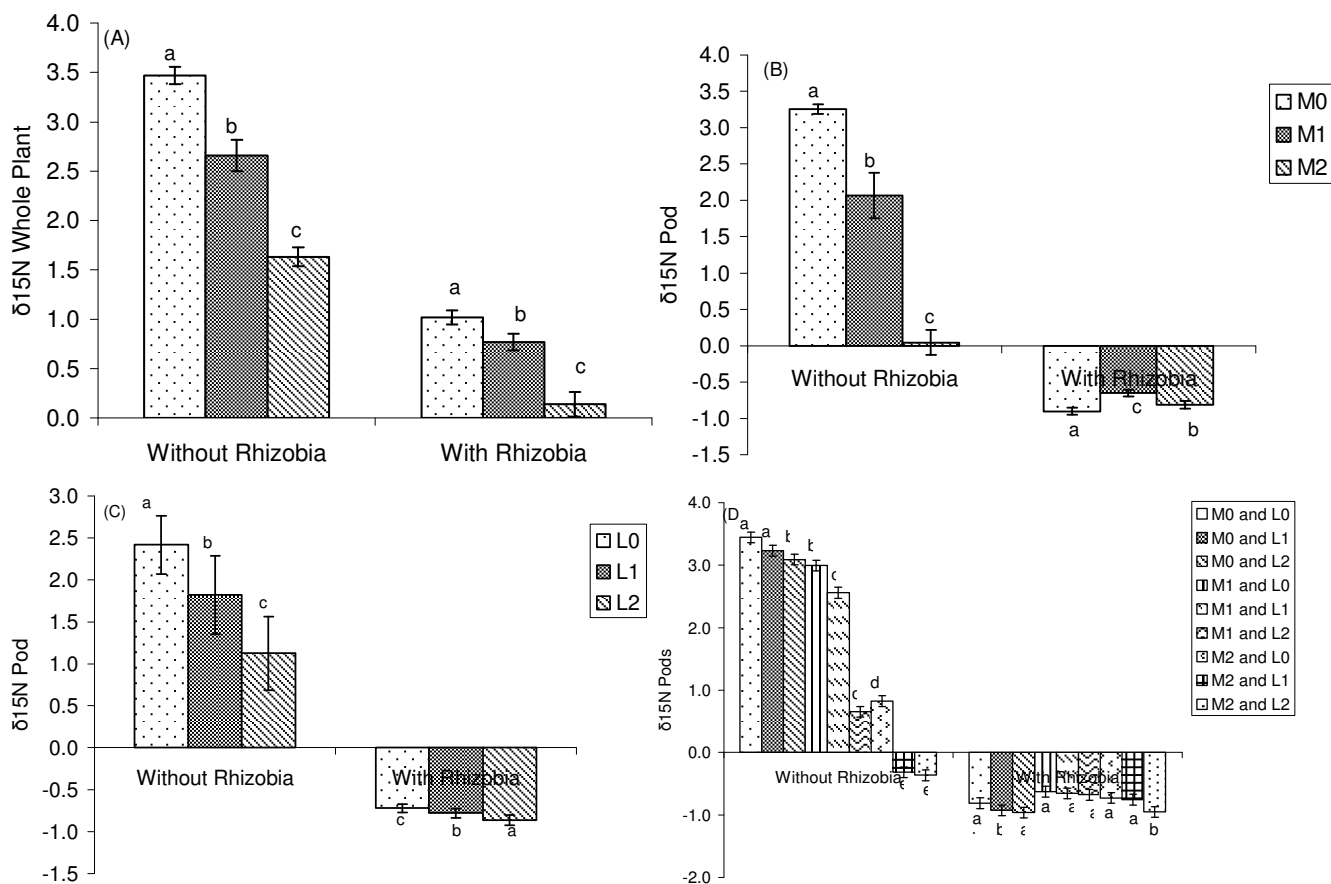 (A)
δ15N Whole Plant
4.0
3.5
3.0
2.5
2.0
1.5
1.0
0.5
0.0
a
b
c
a
b
c
Without Rhizobia
With Rhizobia
(B)
δ15N Pod
4.0
3.5
3.0
2.5
2.0
1.5
1.0
0.5
0.0
-0.5
-1.0
-1.5
a
b
c
Without Rhizobia
With Rhizobia
a
c
b
M0
M1
M2
(C)
δ15N Pod
3.0
2.5
2.0
1.5
1.0
0.5
0.0
-0.5
-1.0
-1.5
a
b
c
Without Rhizobia
With Rhizobia
c
b
a
L0
L1
L2
(D
δ15N Pods
4.0
3.0
2.0
1.0
0.0
-1.0
-2.0
a
a
b
b
d
Without Rhizobia
With Rhizobia
a
b
a
a
a
a
a
a
b
M0 and L0
M0 and L1
M0 and L2
M1 and L0
M1 and L1
M1 and L2
M2 and L0
M2 and L1
M2 and L2